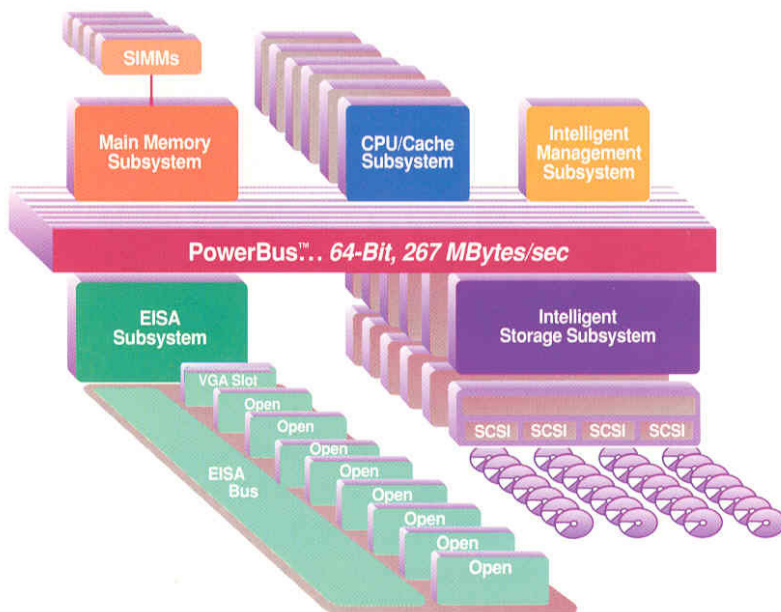 SIMMs
Main Memory
Subsystem
CPU/Cache
Subsystem
Intelligent
Management
Subsystem
PowerBus™... 64-Bit, 267 MBytes/sec
EISA
Subsystem
Intelligent
Storage Subsystem
VGA Slot
Open
Open
Open
Open
Open
Open
Open
Open
EISA
Bus
SCSI
SCSI
SCSI
SCSI